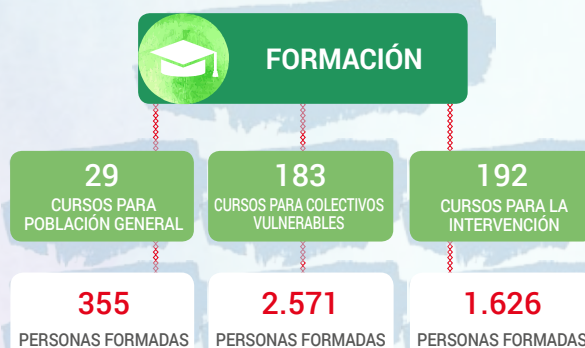 FORMACIÓN
29
CURSOS PARA
POBLACIÓN GENERAL
183
CURSOS PARA COLECTIVOS
VULNERABLES
192
CURSOS PARA LA
INTERVENCIÓN
355
PERSONAS FORMADAS
2.571
PERSONAS FORMADAS
1.626
PERSONAS FORMADAS